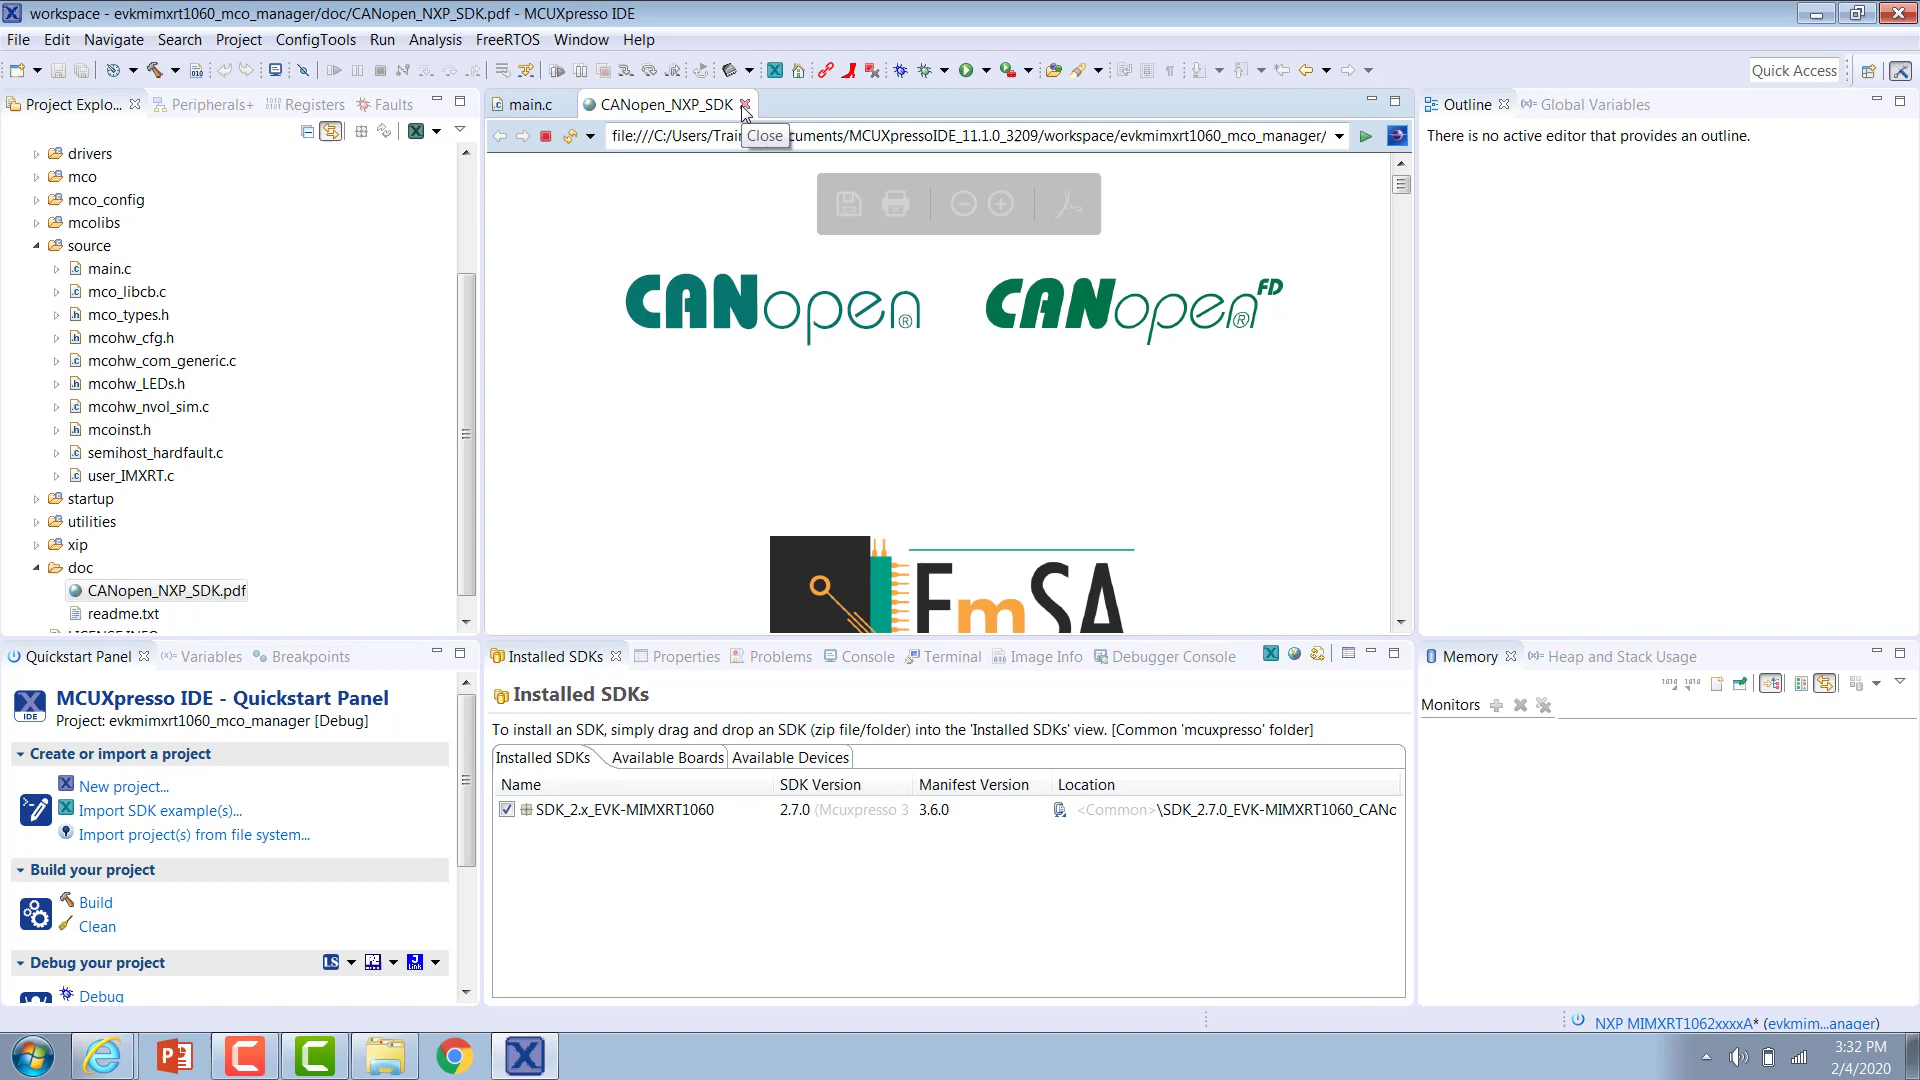 workspace - evkmimxrt1060_mco_manager/doc/CANopen_NXP_SDK.pdf - MCUXpresso IDE
File Edit Navigate Search Project ConfigTools Run Analysis FreeRTOS Window Help
Quick Access
Project Explo... Peripherals+ Registers Faults
drivers
mco
mco_config
mcolibs
source
main.c
mco_libcb.c
mco_types.h
mcohw_cfg.h
mcohw_com_generic.c
mcohw_LEDs.h
mcohw_nvol_sim.c
mcoinst.h
semihost_hardfault.c
user_IMXRT.c
startup
utilities
xip
doc
CANopen_NXP_SDK.pdf
readme.txt
main.c CANopen_NXP_SDK
file:///C:/Users/Train Close cuments/MCUXpressoIDE_11.1.0_3209/workspace/evkmimxrt1060_mco_manager/
CANopen® CANopen® FD
EmSA
Outline Global Variables
There is no active editor that provides an outline.
Quickstart Panel Variables Breakpoints
IDE
MCUXpresso IDE - Quickstart Panel
Project: evkmimxrt1060_mco_manager [Debug]
Create or import a project
New project...
Import SDK example(s)...
Import project(s) from file system...
Build your project
Build
Clean
Debug your project LS
Debug
Installed SDKs Properties Problems Console Terminal Image Info Debugger Console
Installed SDKs
To install an SDK, simply drag and drop an SDK (zip file/folder) into the 'Installed SDKs' view. [Common 'mcuxpresso' folder]
Installed SDKs Available Boards Available Devices
Name SDK Version Manifest Version Location
SDK_2.x_EVK-MIMXRT1060 2.7.0 (Mcuxpresso 3 3.6.0 <Common>\SDK_2.7.0_EVK-MIMXRT1060_CANo
Memory Heap and Stack Usage
Monitors
NXP MIMXRT1062xxxxA* (evkmim...anager)
3:32 PM
2/4/2020